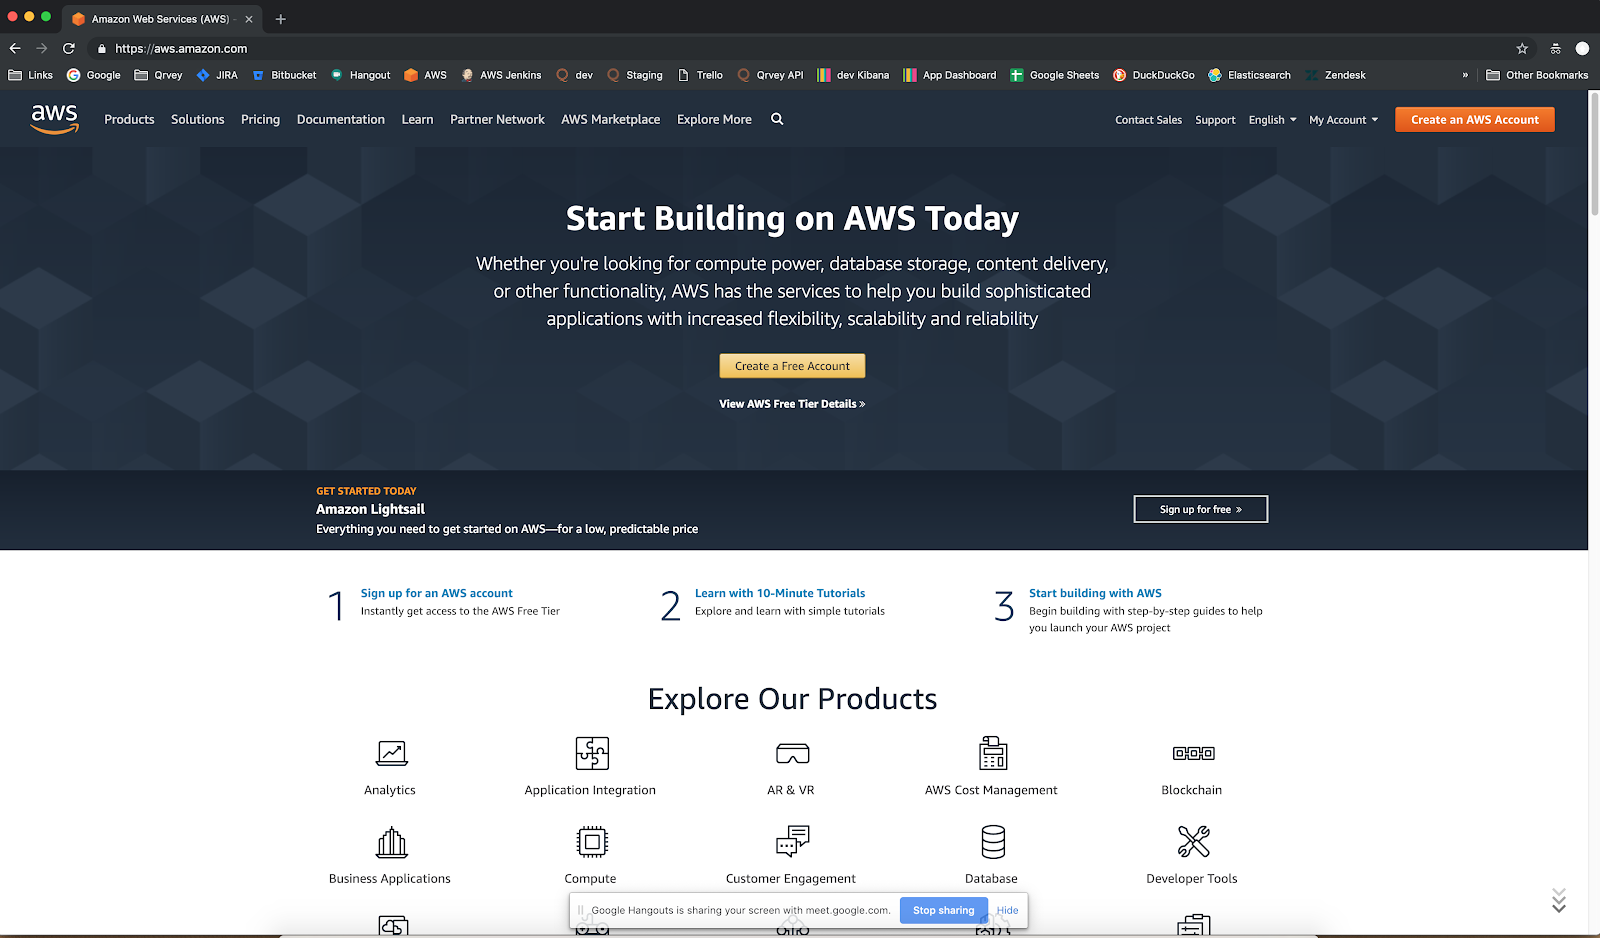 Amazon Web Services (AWS) -
https://aws.amazon.com
Links Google Qrvey JIRA Bitbucket Hangout AWS AWS Jenkins dev Staging Trello Qrvey API dev Kibana App Dashboard Google Sheets DuckDuckGo Elasticsearch Zendesk » Other Bookmarks
aws Products Solutions Pricing Documentation Learn Partner Network AWS Marketplace Explore More Contact Sales Support English My Account Create an AWS Account
Start Building on AWS Today
Whether you're looking for compute power, database storage, content delivery,
or other functionality, AWS has the services to help you build sophisticated
applications with increased flexibility, scalability and reliability
Create a Free Account
View AWS Free Tier Details »
GET STARTED TODAY
Amazon Lightsail
Everything you need to get started on AWS—for a low, predictable price
Sign up for free »
1 Sign up for an AWS account
Instantly get access to the AWS Free Tier
2 Learn with 10-Minute Tutorials
Explore and learn with simple tutorials
3 Start building with AWS
Begin building with step-by-step guides to help
you launch your AWS project
Explore Our Products
Analytics Application Integration AR & VR AWS Cost Management Blockchain
Business Applications Compute Customer Engagement Database Developer Tools
Google Hangouts is sharing your screen with meet.google.com. Stop sharing Hide